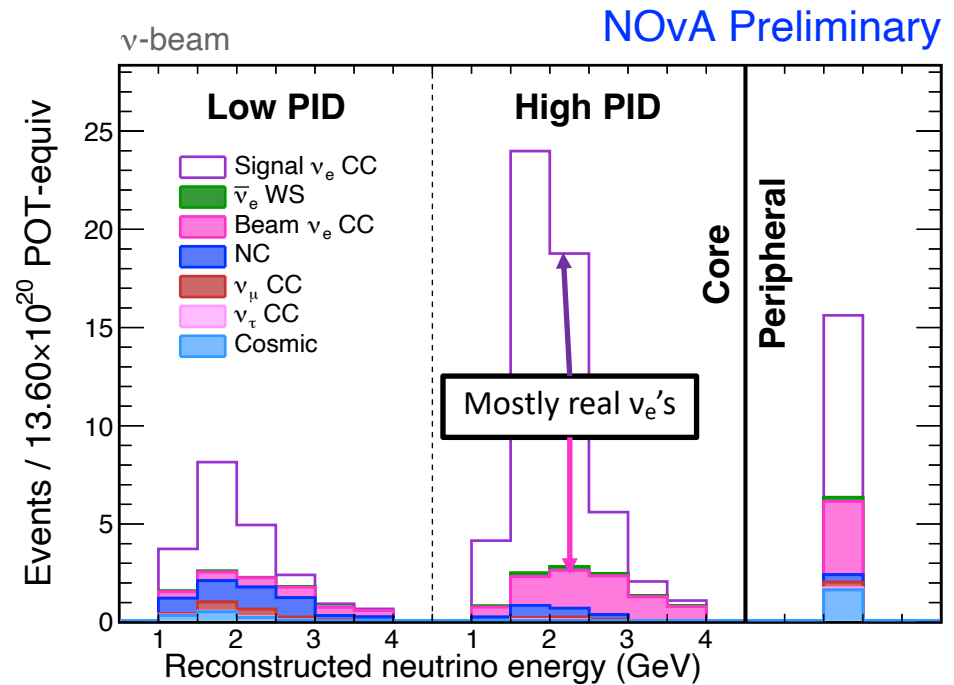 ν-beam
NOvA Preliminary
Low PID
High PID
Signal νe CC
ν̅e WS
Beam νe CC
NC
νμ CC
ντ CC
Cosmic
Core
Peripheral
Mostly real νe's
Events / 13.60×10^20 POT-equiv
25
20
15
10
5
0
1 2 3 4 1 2 3 4
Reconstructed neutrino energy (GeV)